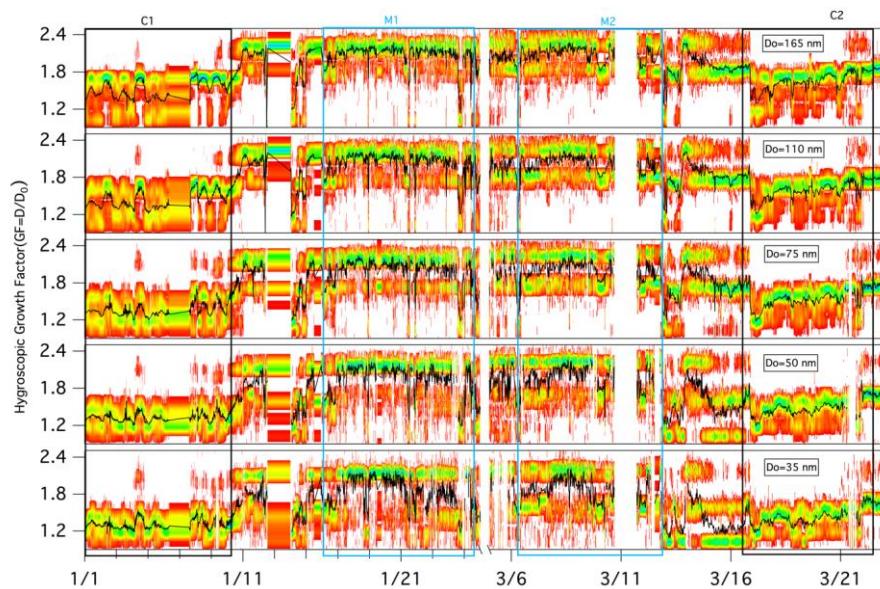 C1 M1 M2 C2
2.4
1.8
1.2
Do=165 nm
2.4
1.8
1.2
Do=110 nm
Hygroscopic Growth Factor(GF=D/D0)
2.4
1.8
1.2
Do=75 nm
2.4
1.8
1.2
Do=50 nm
2.4
1.8
1.2
Do=35 nm
1/1 1/11 1/21 3/6 3/11 3/16 3/21